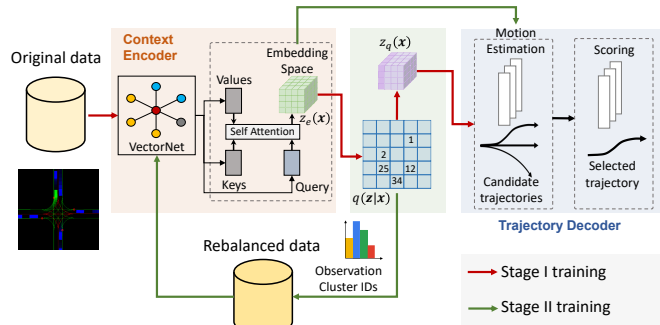 Original data
Context
Encoder
VectorNet
Values
Self Attention
Keys
Query
Embedding
Space
z_e(x)
z_q(x)
1
2
25 12
34
q(z|x)
Motion
Estimation
Scoring
Candidate
trajectories
Selected
trajectory
Trajectory Decoder
Rebalanced data
Observation
Cluster IDs
Stage I training
Stage II training